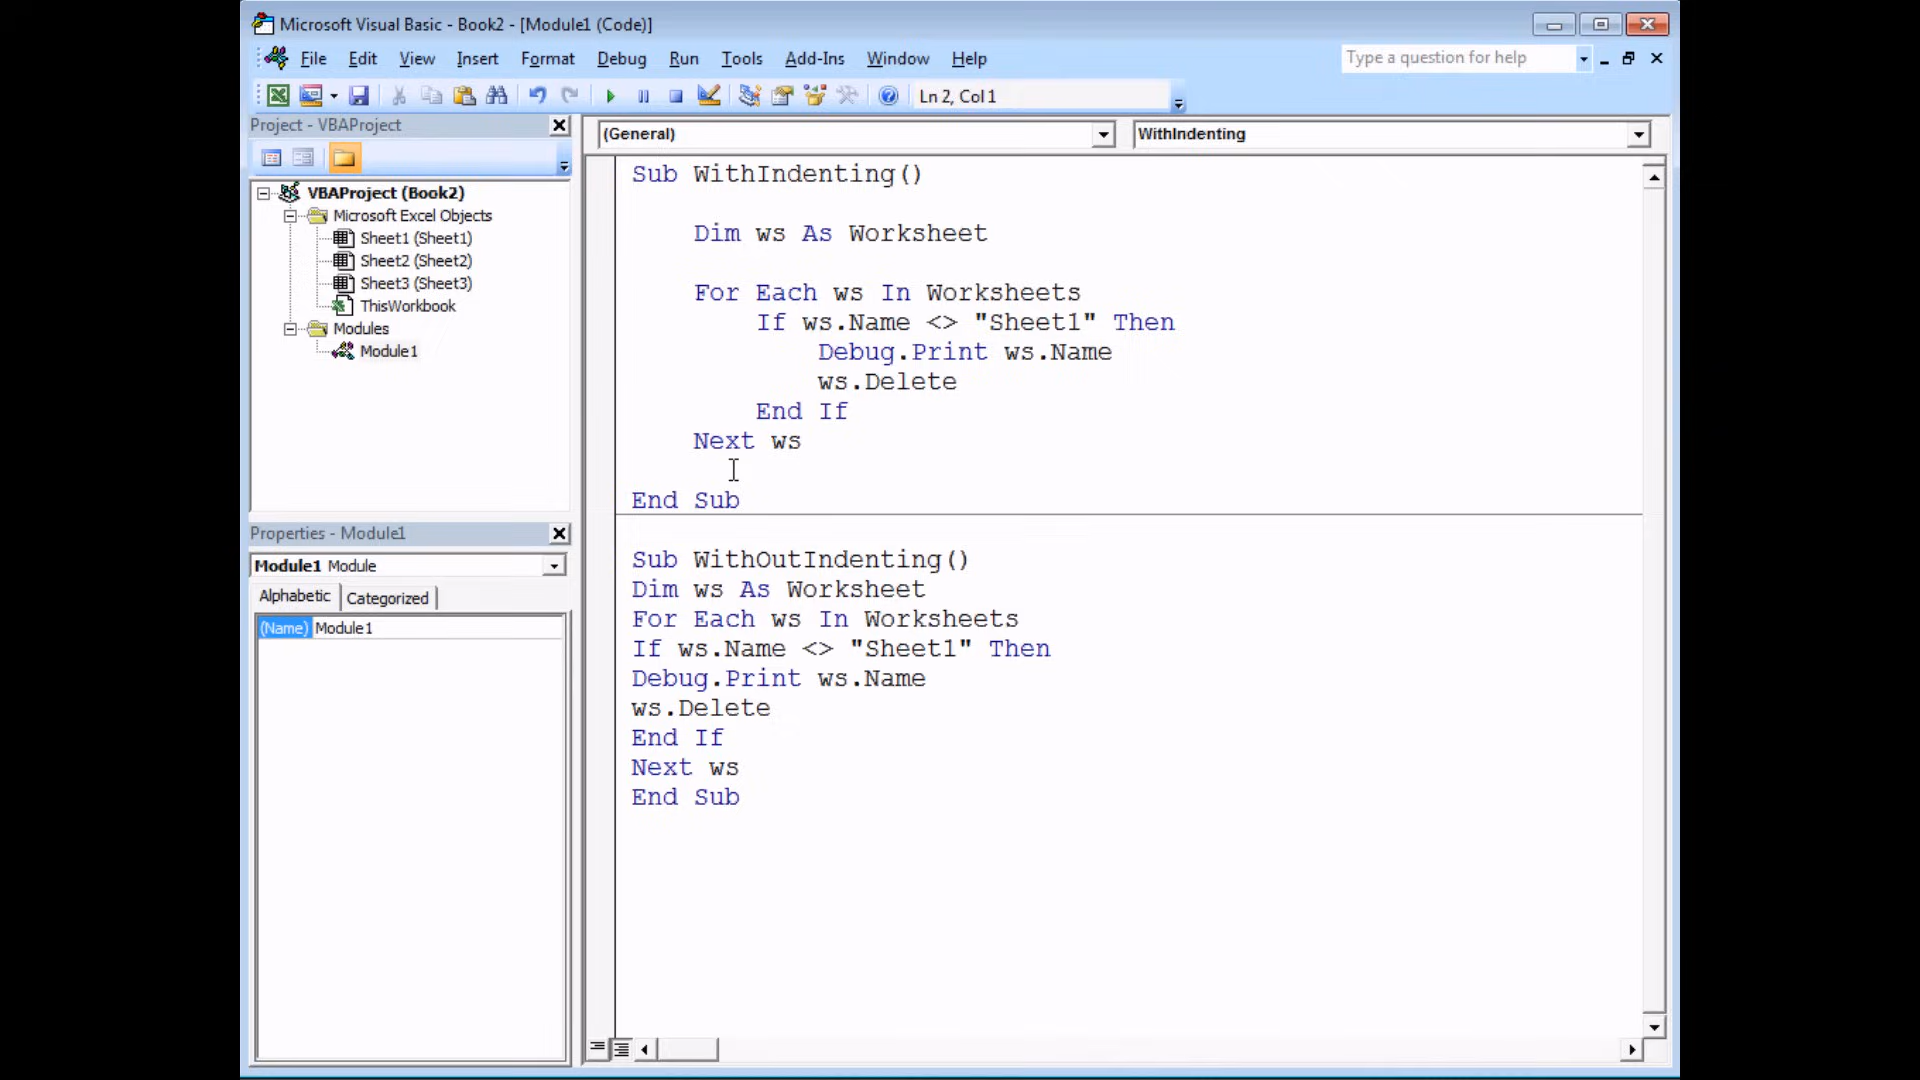 Microsoft Visual Basic - Book2 - [Module1 (Code)]
File Edit View Insert Format Debug Run Tools Add-Ins Window Help
Type a question for help
Ln 2, Col 1
Project - VBAProject
VBAProject (Book2)
Microsoft Excel Objects
Sheet1 (Sheet1)
Sheet2 (Sheet2)
Sheet3 (Sheet3)
ThisWorkbook
Modules
Module1
Properties - Module1
Module1 Module
Alphabetic Categorized
(Name) Module1
(General) WithIndenting
Sub WithIndenting()
Dim ws As Worksheet
For Each ws In Worksheets
If ws.Name <> "Sheet1" Then
Debug.Print ws.Name
ws.Delete
End If
Next ws
End Sub
Sub WithOutIndenting()
Dim ws As Worksheet
For Each ws In Worksheets
If ws.Name <> "Sheet1" Then
Debug.Print ws.Name
ws.Delete
End If
Next ws
End Sub